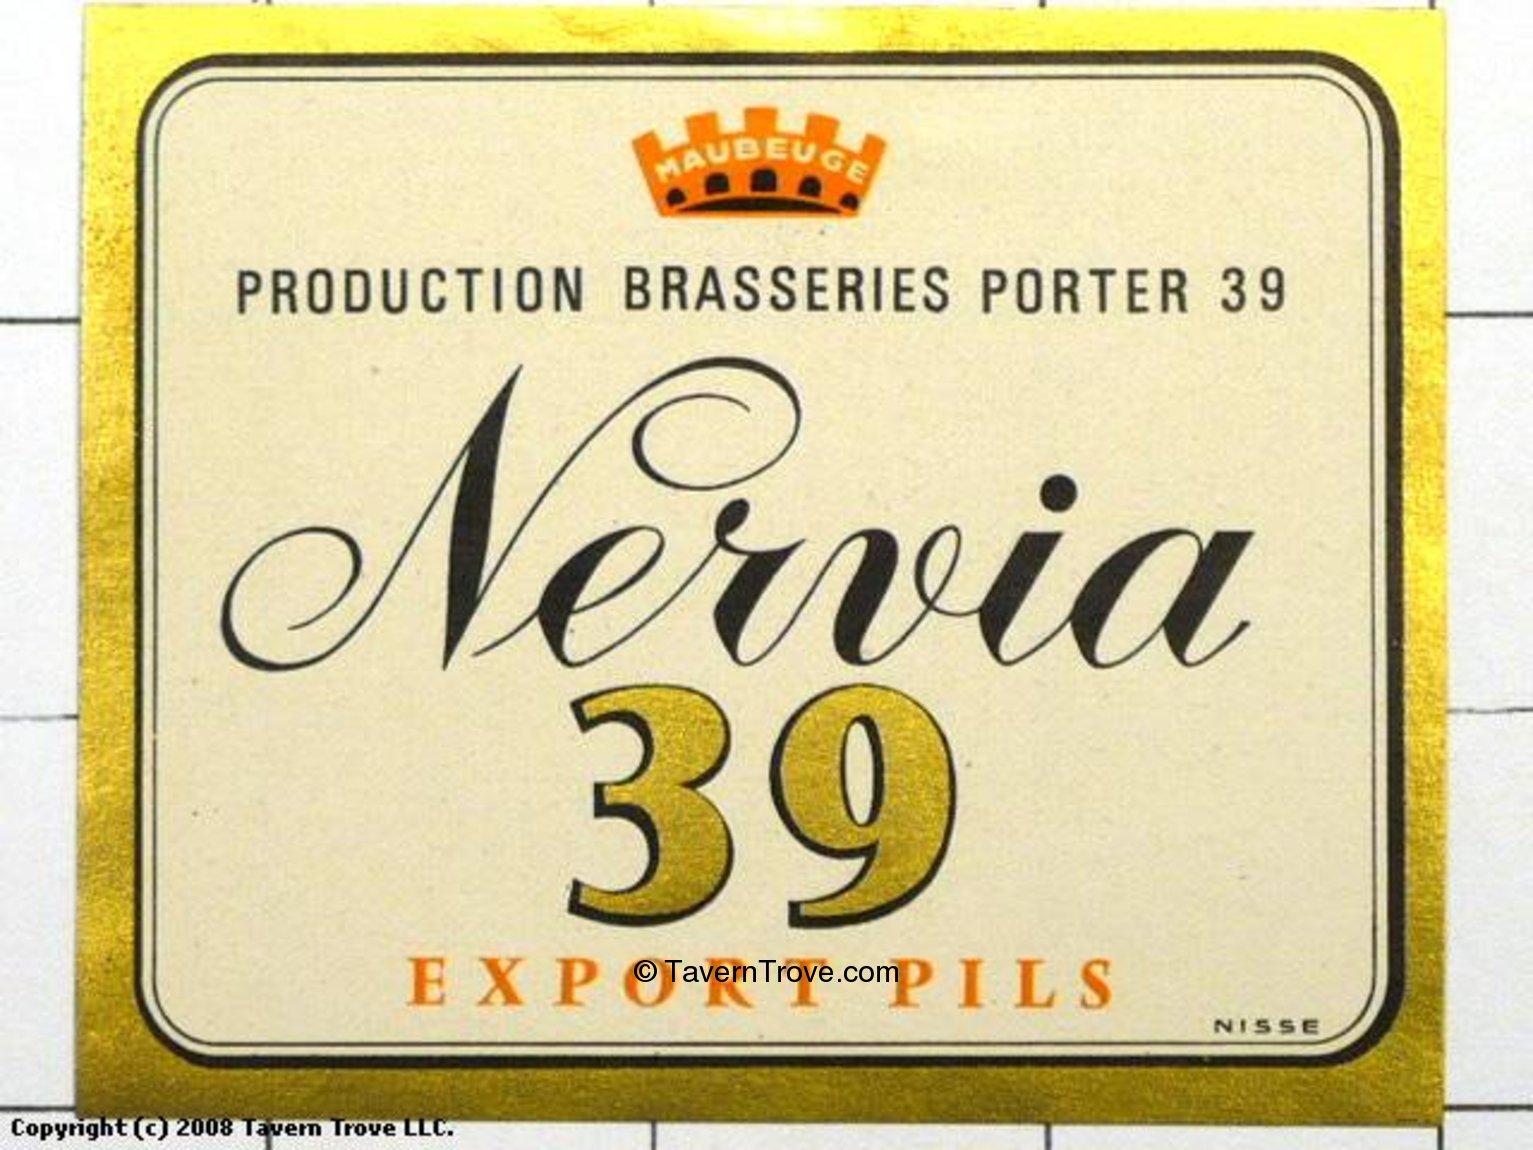 MAUBEUGE
PRODUCTION BRASSERIES PORTER 39
Nervia
39
EXPORT PILS
© TavernTrove.com
NISSE
Copyright (c) 2008 Tavern Trove LLC.